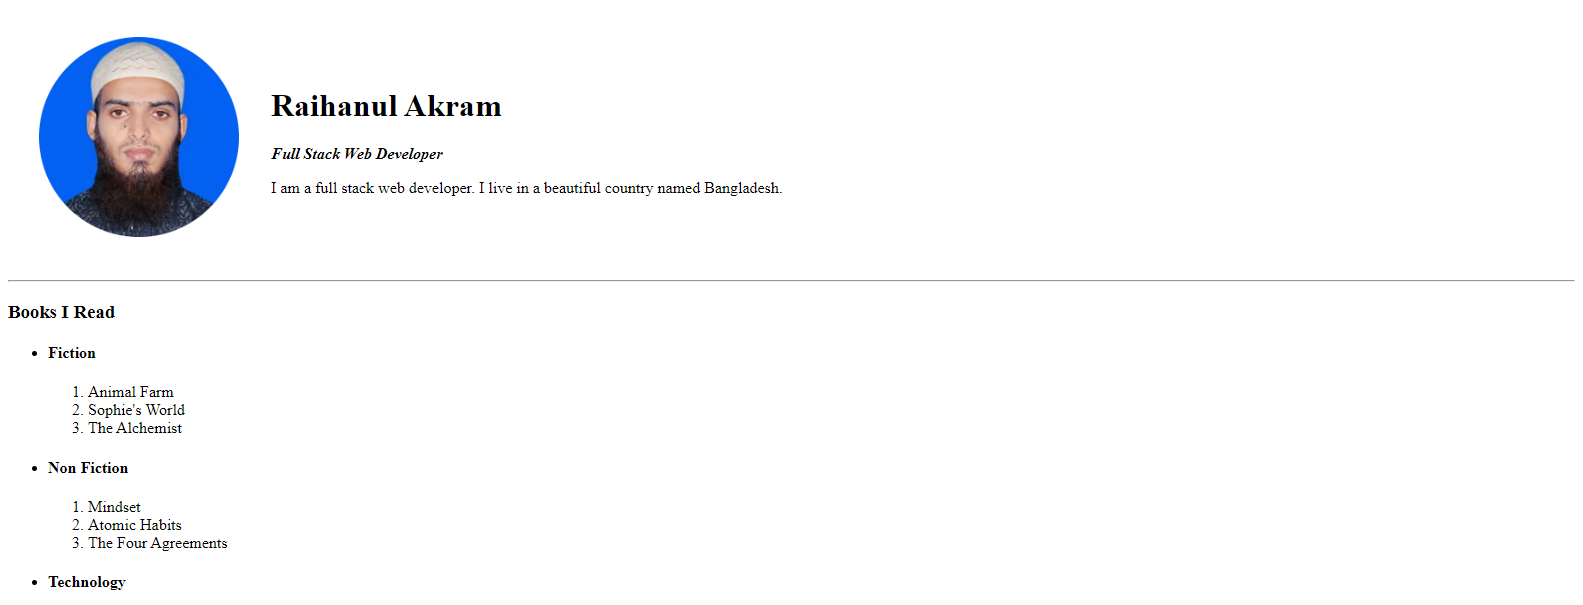 Raihanul Akram
Full Stack Web Developer
I am a full stack web developer. I live in a beautiful country named Bangladesh.
Books I Read
• Fiction
1. Animal Farm
2. Sophie's World
3. The Alchemist
• Non Fiction
1. Mindset
2. Atomic Habits
3. The Four Agreements
• Technology